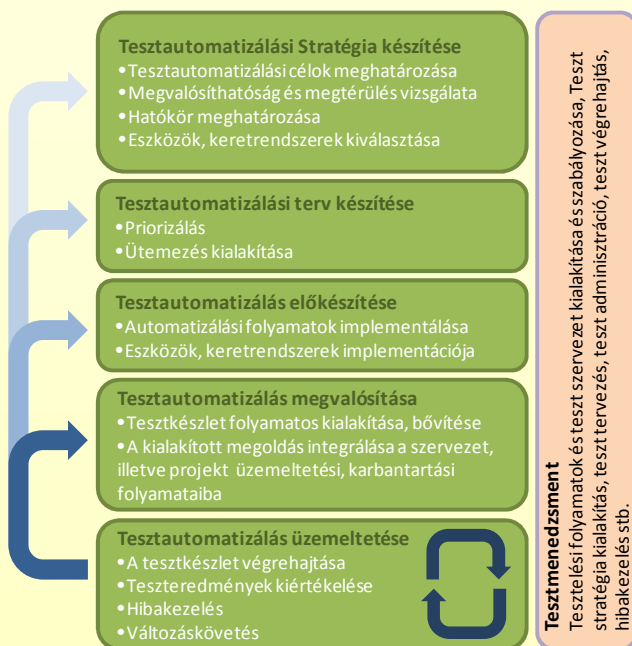 Tesztautomatizálási Stratégia készítése
•Tesztautomatizálási célok meghatározása
•Megvalósíthatóság és megtérülés vizsgálata
•Hatókör meghatározása
•Eszközök, keretrendszerek kiválasztása
Tesztautomatizálási terv készítése
•Priorizálás
•Ütemezés kialakítása
Tesztautomatizálás előkészítése
•Automatizálási folyamatok implementálása
•Eszközök, keretrendszerek implementációja
Tesztautomatizálás megvalósítása
•Tesztkészlet folyamatos kialakítása, bővítése
•A kialakított megoldás integrálása a szervezet,
illetve projekt üzemeltetési, karbantartási
folyamataiba
Tesztautomatizálás üzemeltetése
•A tesztkészlet végrehajtása
•Teszteredmények kiértékelése
•Hibakezelés
•Változáskövetés
Tesztmenedzsment
Tesztelési folyamatok és teszt szervezet kialakítása és szabályozása, Teszt
stratégia kialakítás, teszt tervezés, teszt adminisztráció, teszt végrehajtás,
hibakezelés stb.